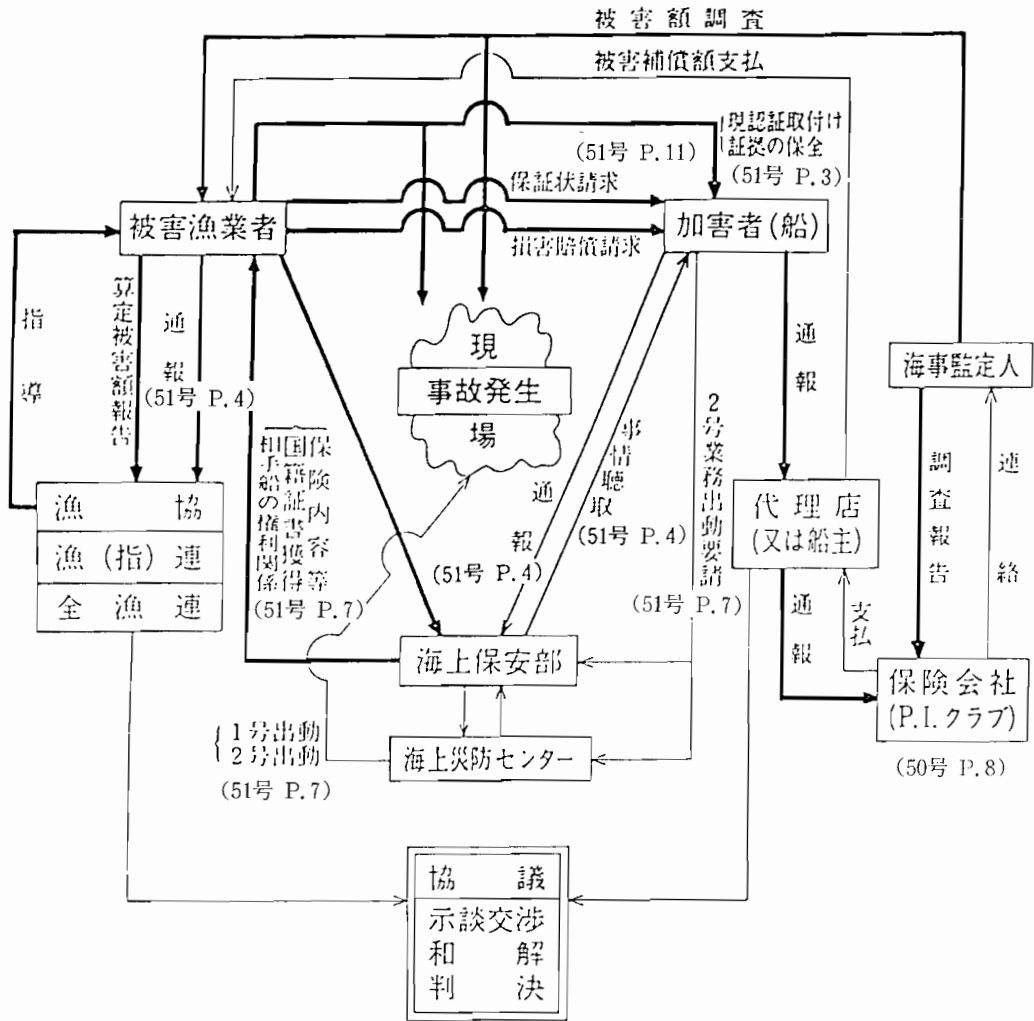 被害額調査
被害補償額支払
現認証取付け
証拠の保全
(51号 P.3)
(51号 P.11)
保証状請求
損害賠償請求
被害漁業者
加害者(船)
指導
算定被害額報告
通報
(51号 P.4)
現
事故発生
場
通報
海事監定人
2号業務出動要請
(51号 P.7)
事情聴取
(51号 P.4)
通報
(51号 P.4)
調査報告
連絡
漁協
漁(指)連
全漁連
保険内容等
国籍証書獲得
相手船の権利関係
(51号 P.7)
代理店
(又は船主)
通報
支払
海上保安部
保険会社
(P.I.クラブ)
(50号 P.8)
1号出動
2号出動
(51号 P.7)
海上災防センター
協議
示談交渉
和解
判決